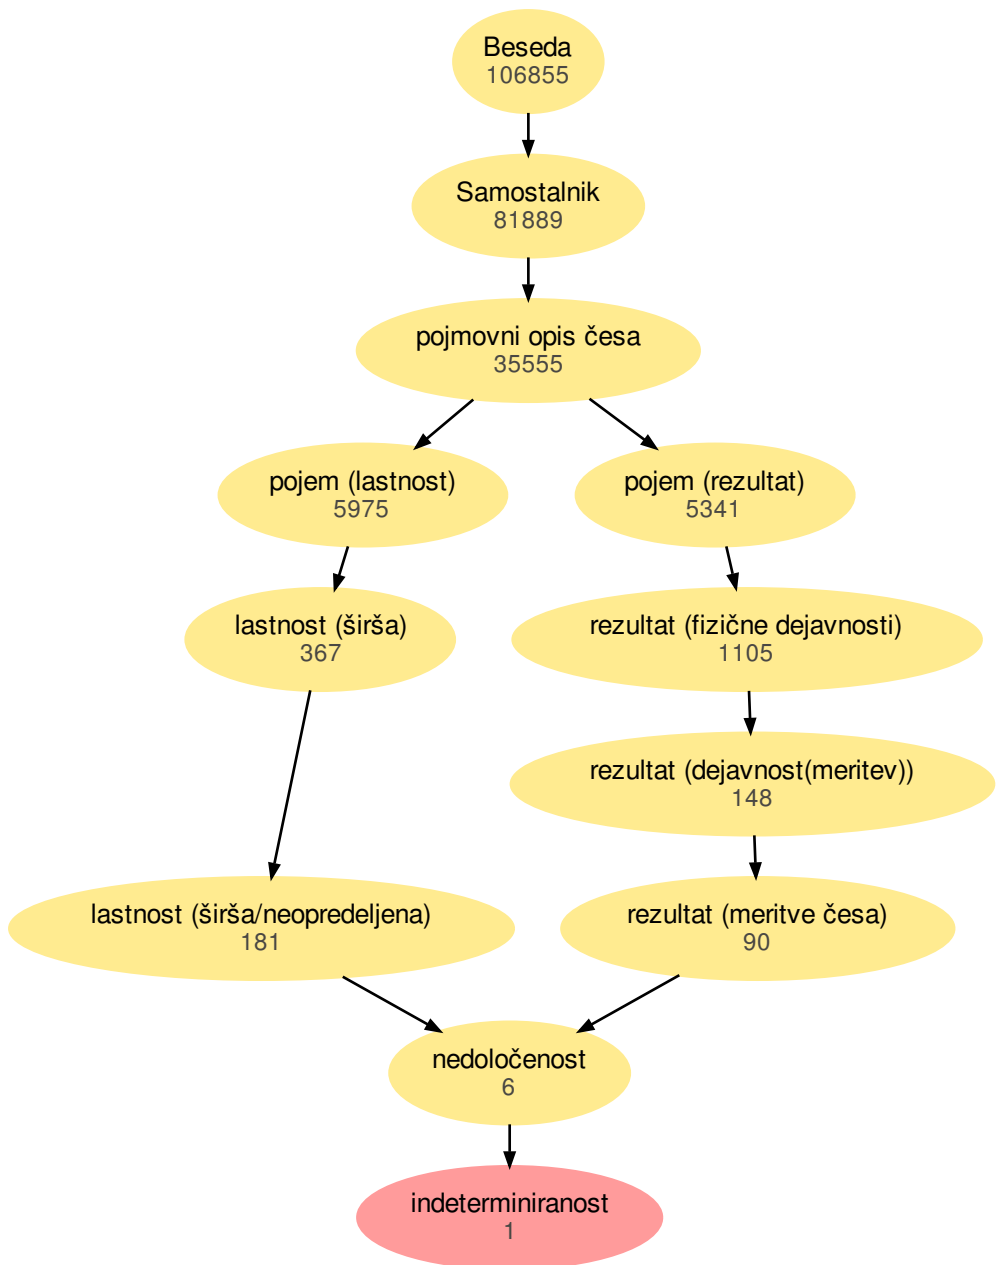 Beseda
106855
Samostalnik
81889
pojmovni opis česa
35555
pojem (lastnost)
5975
pojem (rezultat)
5341
lastnost (širša)
367
rezultat (fizične dejavnosti)
1105
rezultat (dejavnost(meritev))
148
lastnost (širša/neopredeljena)
181
rezultat (meritve česa)
90
nedoločenost
6
indeterminiranost
1